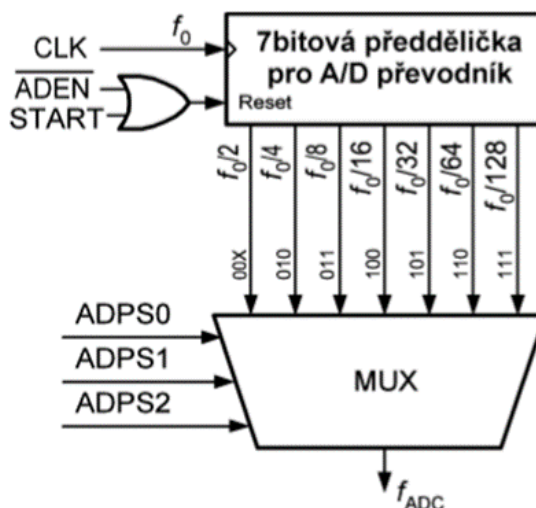 CLK
f₀
ADEN
START
7bitová předdělička
pro A/D převodník
Reset
f₀/2
f₀/4
f₀/8
f₀/16
f₀/32
f₀/64
f₀/128
00X
010
011
100
101
110
111
ADPS0
ADPS1
ADPS2
MUX
f_ADC